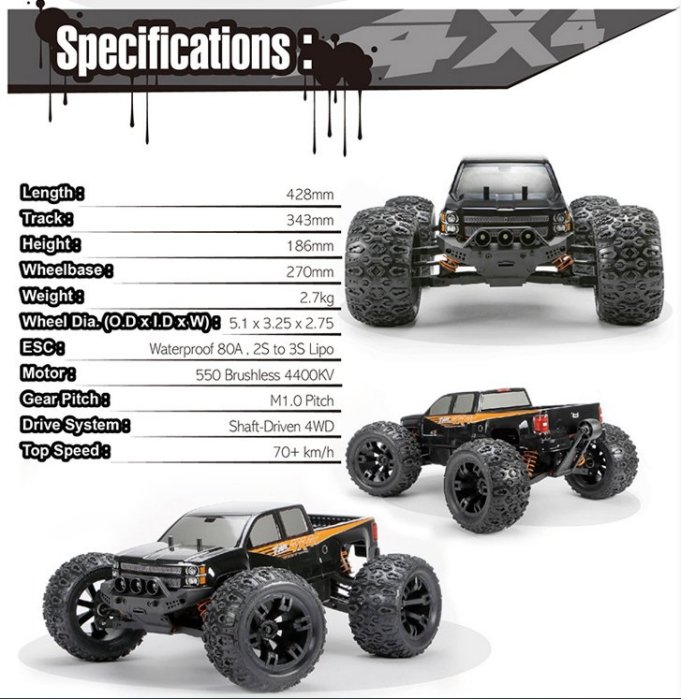 4X4
Specifications :
Length : 428mm
Track : 343mm
Height : 186mm
Wheelbase : 270mm
Weight : 2.7kg
Wheel Dia. (O.D x I.D x W) : 5.1 x 3.25 x 2.75
ESC : Waterproof 80A , 2S to 3S Lipo
Motor : 550 Brushless 4400KV
Gear Pitch : M1.0 Pitch
Drive System : Shaft-Driven 4WD
Top Speed : 70+ km/h